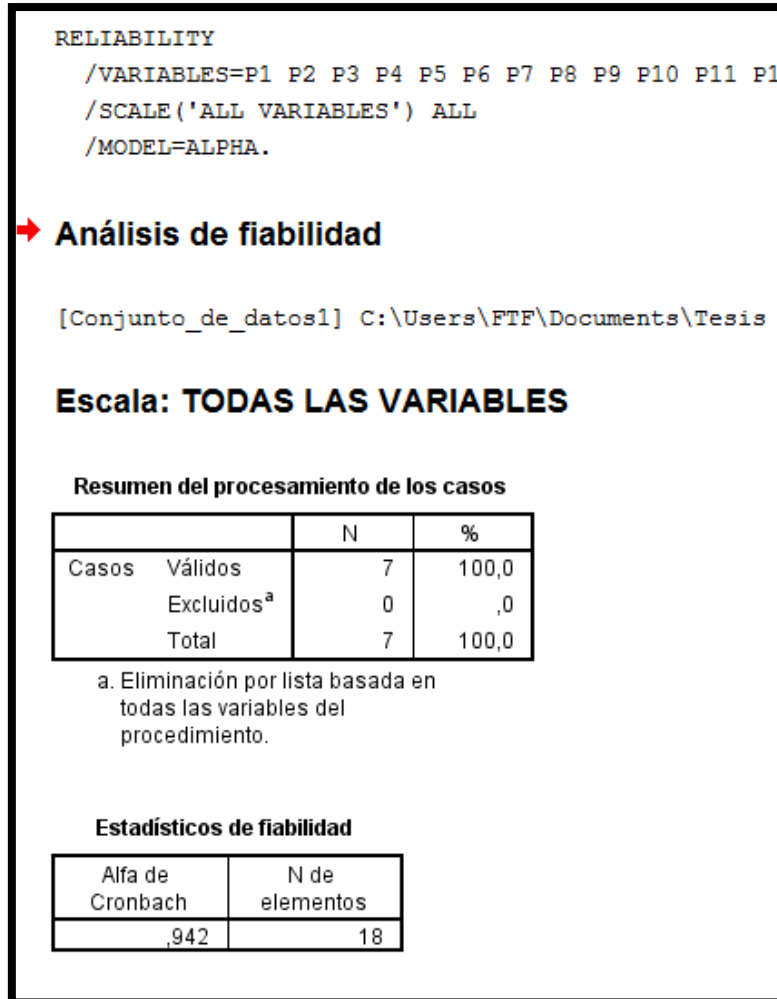 RELIABILITY
/VARIABLES=P1 P2 P3 P4 P5 P6 P7 P8 P9 P10 P11 P1
/SCALE('ALL VARIABLES') ALL
/MODEL=ALPHA.
Análisis de fiabilidad
[Conjunto_de_datos1] C:\Users\FTF\Documents\Tesis
Escala: TODAS LAS VARIABLES
Resumen del procesamiento de los casos
N %
Casos Válidos 7 100,0
Excluidosª 0 ,0
Total 7 100,0
a. Eliminación por lista basada en
todas las variables del
procedimiento.
Estadísticos de fiabilidad
Alfa de N de
Cronbach elementos
,942 18